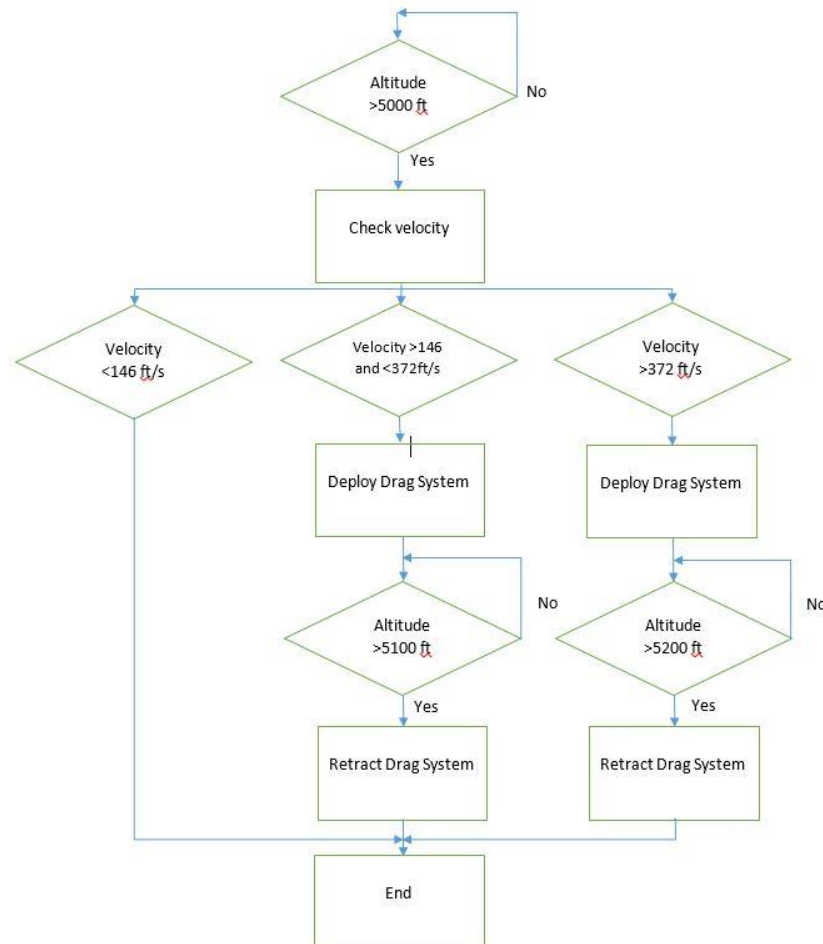 Altitude
>5000 ft
No
Yes
Check velocity
Velocity
<146 ft/s
Velocity >146
and <372ft/s
Velocity
>372 ft/s
Deploy Drag System
Deploy Drag System
No
No
Altitude
>5100 ft
Altitude
>5200 ft
Yes
Yes
Retract Drag System
Retract Drag System
End